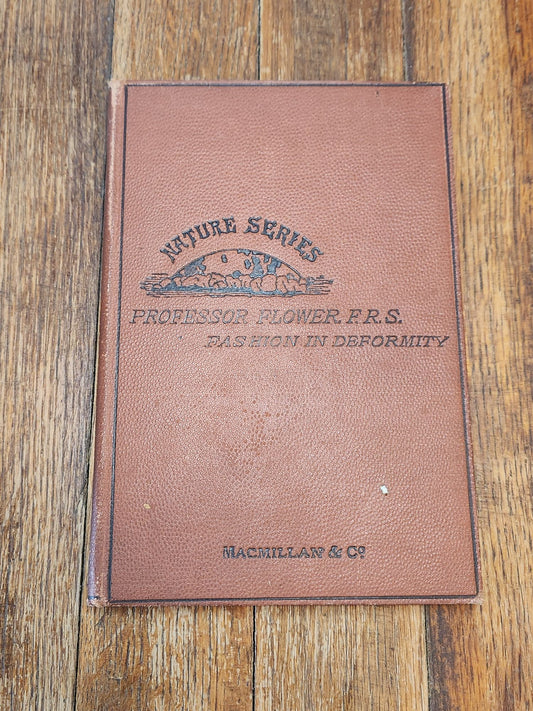 NATURE SERIES
PROFESSOR FLOWER F.R.S.
FASHION IN DEFORMITY
MACMILLAN & Co